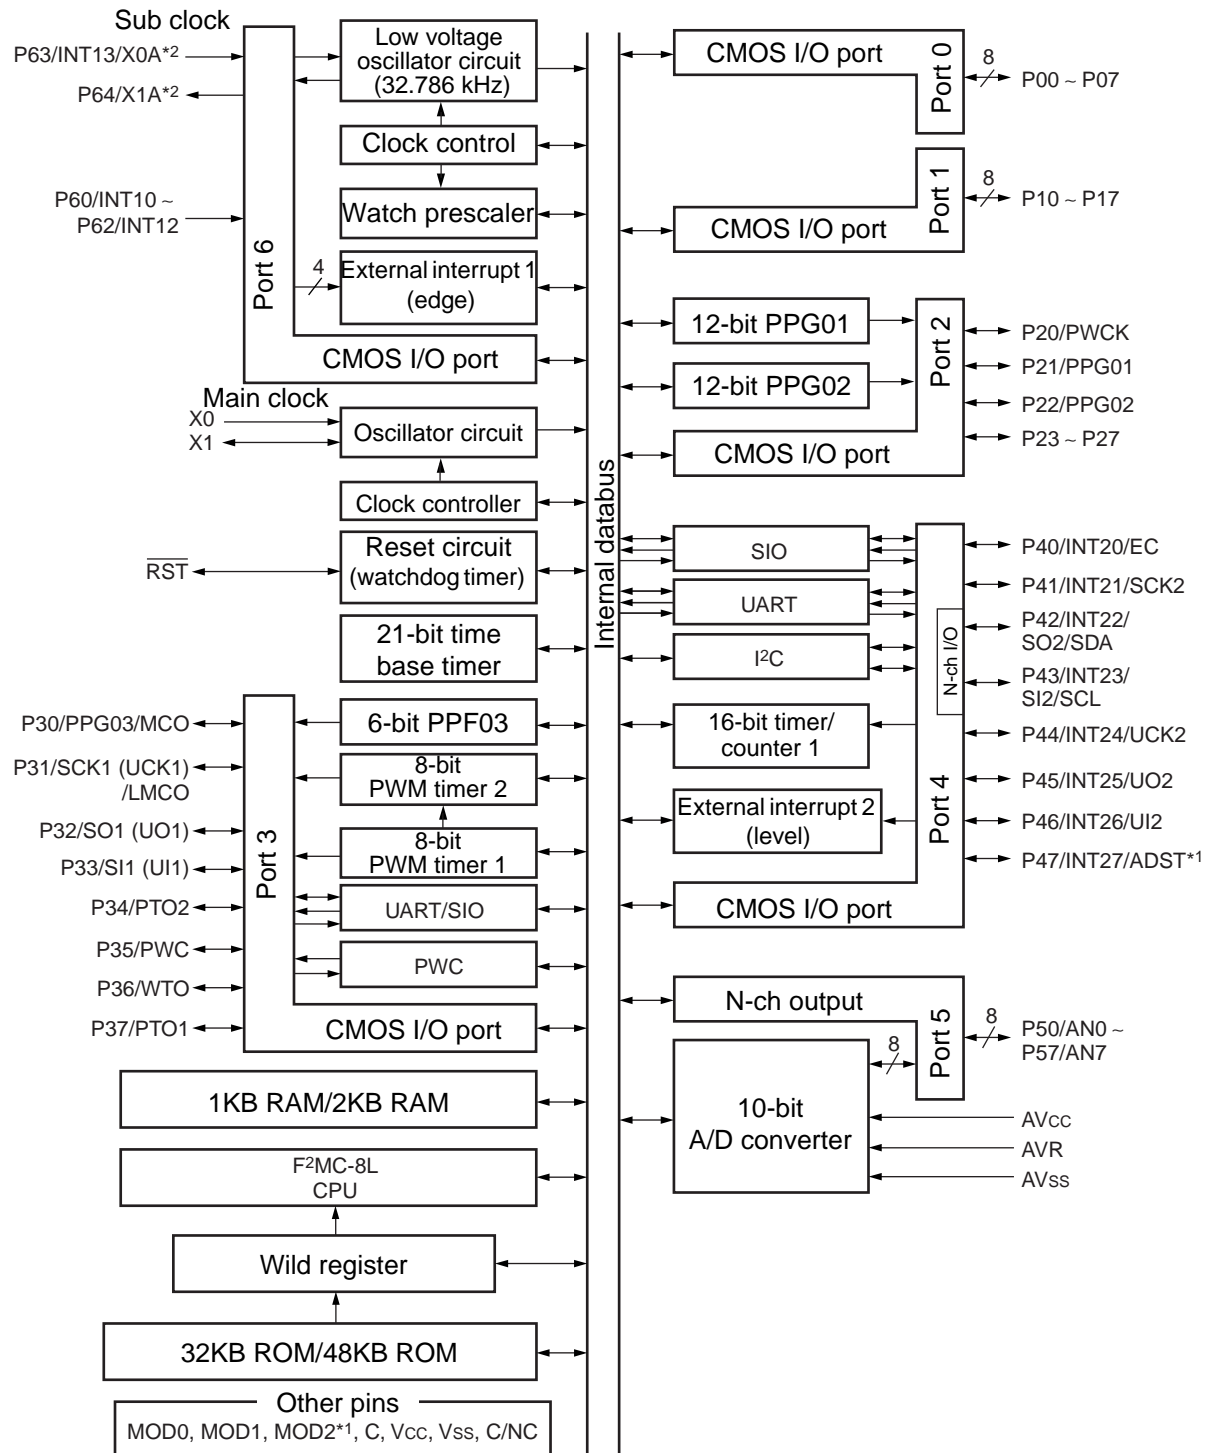 Sub clock
P63/INT13/X0A*2
P64/X1A*2
P60/INT10 ~
P62/INT12
Port 6
Low voltage
oscillator circuit
(32.786 kHz)
Clock control
Watch prescaler
4
External interrupt 1
(edge)
CMOS I/O port
Main clock
X0
X1
Oscillator circuit
Clock controller
RST
Reset circuit
(watchdog timer)
21-bit time
base timer
P30/PPG03/MCO
P31/SCK1 (UCK1)
/LMCO
P32/SO1 (UO1)
P33/SI1 (UI1)
P34/PTO2
P35/PWC
P36/WTO
P37/PTO1
Port 3
6-bit PPF03
8-bit
PWM timer 2
8-bit
PWM timer 1
UART/SIO
PWC
CMOS I/O port
1KB RAM/2KB RAM
F2MC-8L
CPU
Wild register
32KB ROM/48KB ROM
Other pins
MOD0, MOD1, MOD2*1, C, VCC, VSS, C/NC
Internal databus
CMOS I/O port
Port 0
8
P00 ~ P07
Port 1
8
P10 ~ P17
CMOS I/O port
12-bit PPG01
12-bit PPG02
CMOS I/O port
Port 2
P20/PWCK
P21/PPG01
P22/PPG02
P23 ~ P27
SIO
UART
I2C
16-bit timer/
counter 1
External interrupt 2
(level)
CMOS I/O port
N-ch I/O
Port 4
P40/INT20/EC
P41/INT21/SCK2
P42/INT22/
SO2/SDA
P43/INT23/
SI2/SCL
P44/INT24/UCK2
P45/INT25/UO2
P46/INT26/UI2
P47/INT27/ADST*1
N-ch output
Port 5
8
8
P50/AN0 ~
P57/AN7
10-bit
A/D converter
AVCC
AVR
AVSS